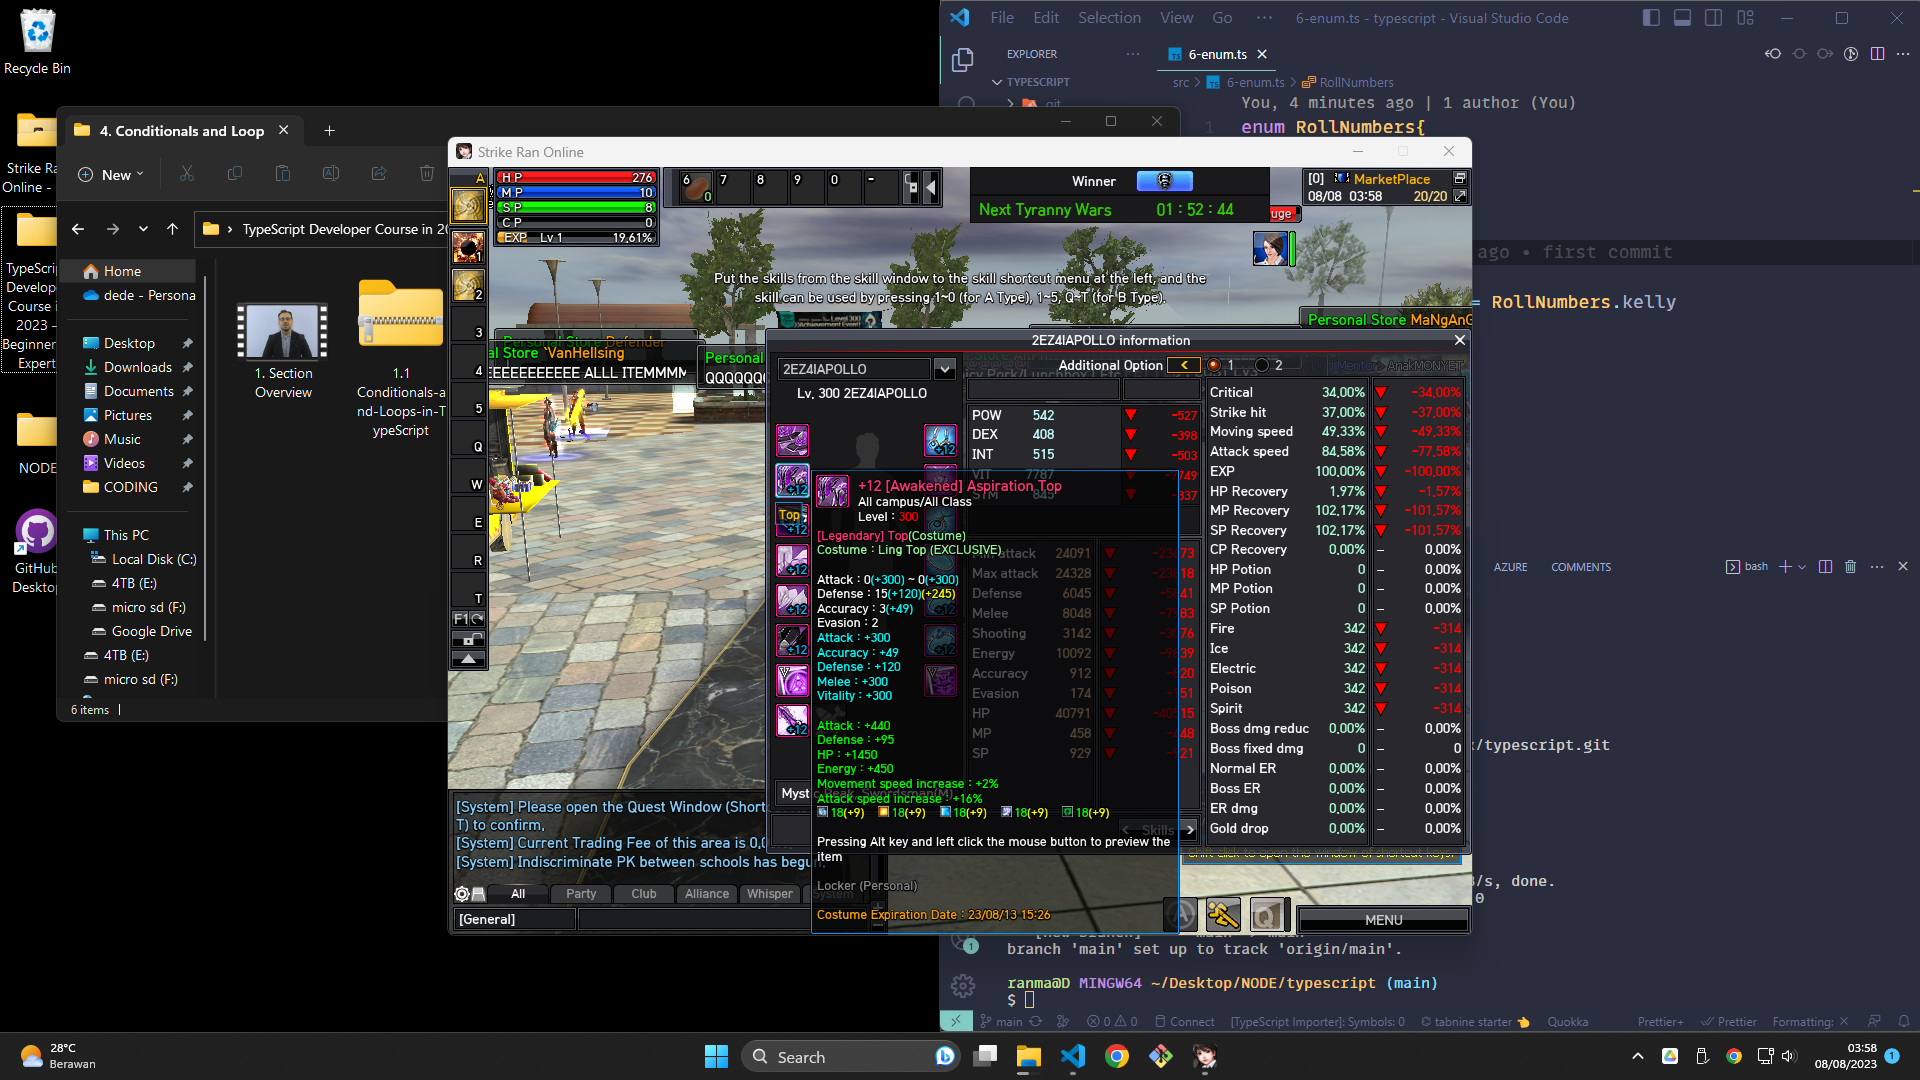 Recycle Bin
Strike Ran
Online -
TypeScrip
Develope
Course in
2023 -
Beginner
Expert
NODE
GitHub
Desktop
4. Conditionals and Loop
New
TypeScript Developer Course in 20
Home
dede - Persona
Desktop
Downloads
Documents
Pictures
Music
Videos
CODING
This PC
Local Disk (C:)
4TB (E:)
micro sd (F:)
Google Drive
4TB (E:)
micro sd (F:)
6 items
1. Section
Overview
1.1
Conditionals-a
nd-Loops-in-T
ypeScript
File Edit Selection View Go ··· 6-enum.ts - typescript - Visual Studio Code
EXPLORER ···
6-enum.ts
TYPESCRIPT
.git
src > 6-enum.ts > RollNumbers
You, 4 minutes ago | 1 author (You)
1 enum RollNumbers{
ago • first commit
= RollNumbers.kelly
AZURE COMMENTS
bash
/typescript.git
/s, done.
branch 'main' set up to track 'origin/main'.
ranma@D MINGW64 ~/Desktop/NODE/typescript (main)
$
main 0 0 0 Connect [TypeScript Importer]: Symbols: 0 tabnine starter Quokka Prettier+ Prettier Formatting: ×
Strike Ran Online
A
HP 276
MP 10
SP 8
CP 0
EXP Lv 1 19,61%
6 7 8 9 0 -
0
Winner
Next Tyranny Wars 01 : 52 : 44
[0] MarketPlace
08/08 03:58 20/20
Put the skills from the skill window to the skill shortcut menu at the left, and the
skill can be used by pressing 1~0 (for A Type), 1~5, Q~T (for B Type).
1
2
3
4
5
Q
W
E
R
T
F1
Personal Store Defender
al Store `VanHellsing
EEEEEEEEEEE ALLL ITEMMMM
Personal
QQQQQQ
Personal Store MaNgAnG
2EZ4IAPOLLO information
2EZ4IAPOLLO
Lv. 300 2EZ4IAPOLLO
Additional Option < 1 2
POW 542 -527
DEX 408 -398
INT 515 -503
VIT 7787
STM 845
Min attack 24091
Max attack 24328
Defense 6045
Melee 8048
Shooting 3142
Energy 10092
Accuracy 912
Evasion 174
HP 40791
MP 458
SP 929
< Skills >
Critical 34,00% -34,00%
Strike hit 37,00% -37,00%
Moving speed 49,33% -49,33%
Attack speed 84,58% -77,58%
EXP 100,00% -100,00%
HP Recovery 1,97% -1,57%
MP Recovery 102,17% -101,57%
SP Recovery 102,17% -101,57%
CP Recovery 0,00% – 0,00%
HP Potion 0 – 0,00%
MP Potion 0 – 0,00%
SP Potion 0 – 0,00%
Fire 342 -314
Ice 342 -314
Electric 342 -314
Poison 342 -314
Spirit 342 -314
Boss dmg reduc 0,00% – 0,00%
Boss fixed dmg 0 – 0
Normal ER 0,00% – 0,00%
Boss ER 0,00% – 0,00%
ER dmg 0,00% – 0,00%
Gold drop 0,00% – 0,00%
Top
+12 [Awakened] Aspiration Top
All campus/All Class
Level : 300
[Legendary] Top(Costume)
Costume : Ling Top (EXCLUSIVE)
Attack : 0(+300) ~ 0(+300)
Defense : 15(+120)(+245)
Accuracy : 3(+49)
Evasion : 2
Attack : +300
Accuracy : +49
Defense : +120
Melee : +300
Vitality : +300
Attack : +440
Defense : +95
HP : +1450
Energy : +450
Movement speed increase : +2%
Attack speed increase : +16%
18(+9) 18(+9) 18(+9) 18(+9) 18(+9)
Pressing Alt key and left click the mouse button to preview the
item
Locker (Personal)
Costume Expiration Date : 23/08/13 15:26
[System] Please open the Quest Window (Short
T) to confirm,
[System] Current Trading Fee of this area is 0,0
[System] Indiscriminate PK between schools has begun,
All Party Club Alliance Whisper System
[General]
MENU
28°C
Berawan
Search
03:58
08/08/2023